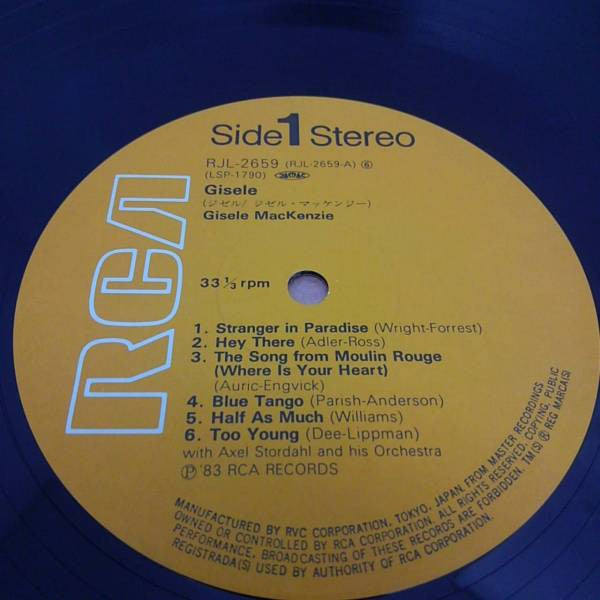 RCA
Side 1 Stereo
RJL-2659 (RJL-2659-A) ⑥
(LSP-1790)
Gisele
(ジゼル/ジゼル・マッケンジー)
Gisele MacKenzie
33 1/3 rpm
1. Stranger in Paradise (Wright-Forrest)
2. Hey There (Adler-Ross)
3. The Song from Moulin Rouge
(Where Is Your Heart)
(Auric-Engvick)
4. Blue Tango (Parish-Anderson)
5. Half As Much (Williams)
6. Too Young (Dee-Lippman)
with Axel Stordahl and his Orchestra
Ⓟ '83 RCA RECORDS
MANUFACTURED BY RVC CORPORATION, TOKYO, JAPAN, FROM MASTER RECORDINGS
OWNED OR CONTROLLED BY RCA CORPORATION. ALL RIGHTS RESERVED. COPYING, PUBLIC
PERFORMANCE, BROADCASTING OF THESE RECORDS ARE FORBIDDEN. TM(S) ® REG MARCA(S)
REGISTRADA(S) USED BY AUTHORITY OF RCA CORPORATION.